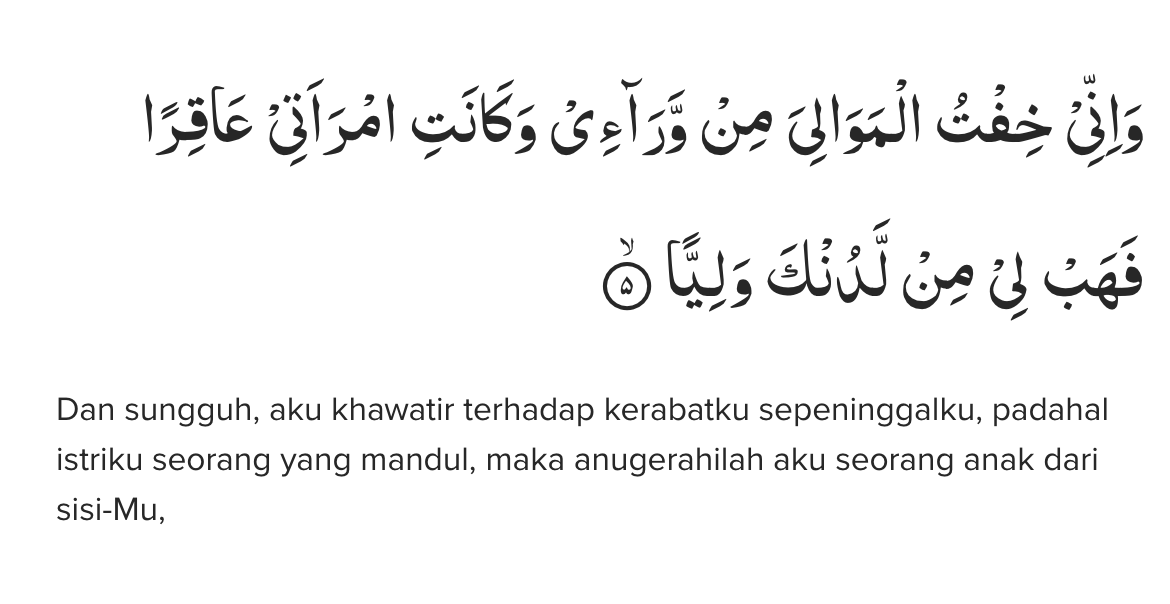 وَاِنِّيْ خِفْتُ الْمَوَالِيَ مِنْ وَّرَاۤءِيْ وَكَانَتِ امْرَاَتِيْ عَاقِرًا
فَهَبْ لِيْ مِنْ لَّدُنْكَ وَلِيًّا ۙ ۵
Dan sungguh, aku khawatir terhadap kerabatku sepeninggalku, padahal
istriku seorang yang mandul, maka anugerahilah aku seorang anak dari
sisi-Mu,